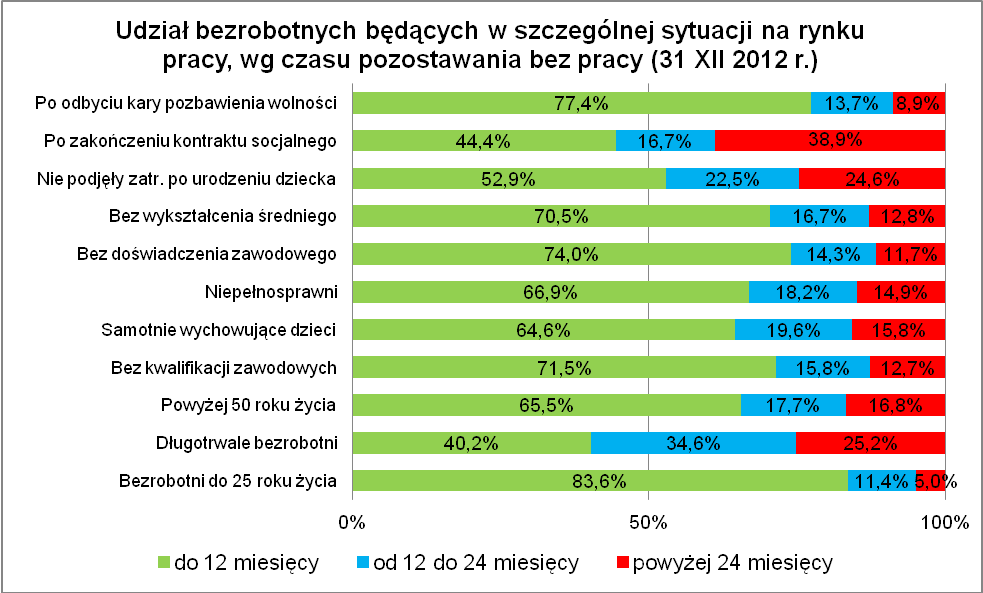 Udział bezrobotnych będących w szczególnej sytuacji na rynku
pracy, wg czasu pozostawania bez pracy (31 XII 2012 r.)
Po odbyciu kary pozbawienia wolności 77,4% 13,7% 8,9%
Po zakończeniu kontraktu socjalnego 44,4% 16,7% 38,9%
Nie podjęły zatr. po urodzeniu dziecka 52,9% 22,5% 24,6%
Bez wykształcenia średniego 70,5% 16,7% 12,8%
Bez doświadczenia zawodowego 74,0% 14,3% 11,7%
Niepełnosprawni 66,9% 18,2% 14,9%
Samotnie wychowujące dzieci 64,6% 19,6% 15,8%
Bez kwalifikacji zawodowych 71,5% 15,8% 12,7%
Powyżej 50 roku życia 65,5% 17,7% 16,8%
Długotrwale bezrobotni 40,2% 34,6% 25,2%
Bezrobotni do 25 roku życia 83,6% 11,4% 5,0%
0% 50% 100%
do 12 miesięcy od 12 do 24 miesięcy powyżej 24 miesięcy